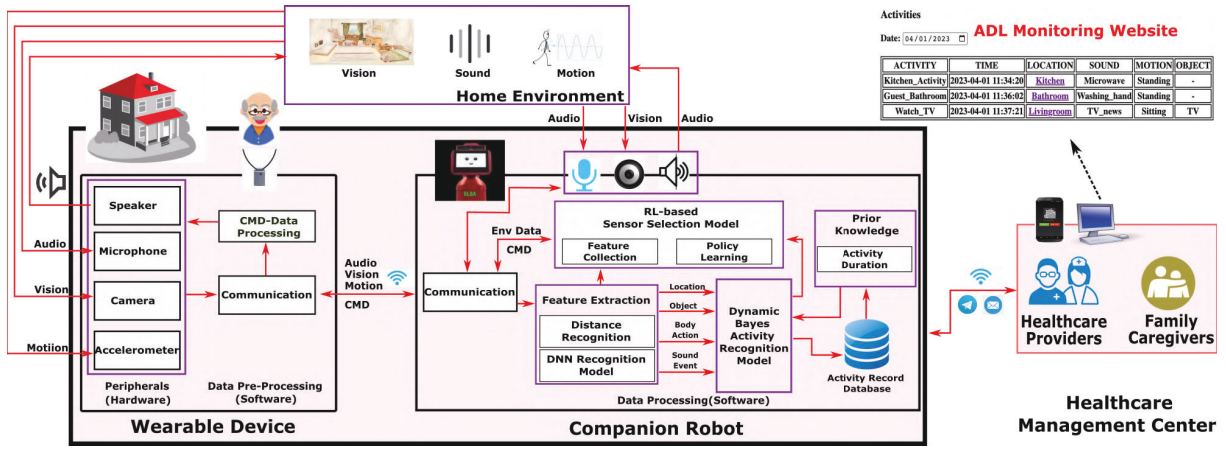 Vision
Sound
Motion
Home Environment
Activities
Date: 04/01/2023
ADL Monitoring Website
ACTIVITY TIME LOCATION SOUND MOTION OBJECT
Kitchen_Activity 2023-04-01 11:34:20 Kitchen Microwave Standing -
Guest_Bathroom 2023-04-01 11:36:02 Bathroom Washing_hand Standing -
Watch_TV 2023-04-01 11:37:21 Livingroom TV_news Sitting TV
Audio
Vision
Audio
ELSA
Speaker
Audio
Microphone
Vision
Camera
Motiion
Accelerometer
Peripherals
(Hardware)
CMD-Data
Processing
Communication
Data Pre-Processing
(Software)
Wearable Device
Audio
Vision
Motion
CMD
Communication
Env Data
CMD
RL-based
Sensor Selection Model
Feature
Collection
Policy
Learning
Prior
Knowledge
Activity
Duration
Feature Extraction
Distance
Recognition
DNN Recognition
Model
Location
Object
Body
Action
Sound
Event
Dynamic
Bayes
Activity
Recognition
Model
Activity Record
Database
Data Processing(Software)
Companion Robot
Healthcare
Providers
Family
Caregivers
Healthcare
Management Center